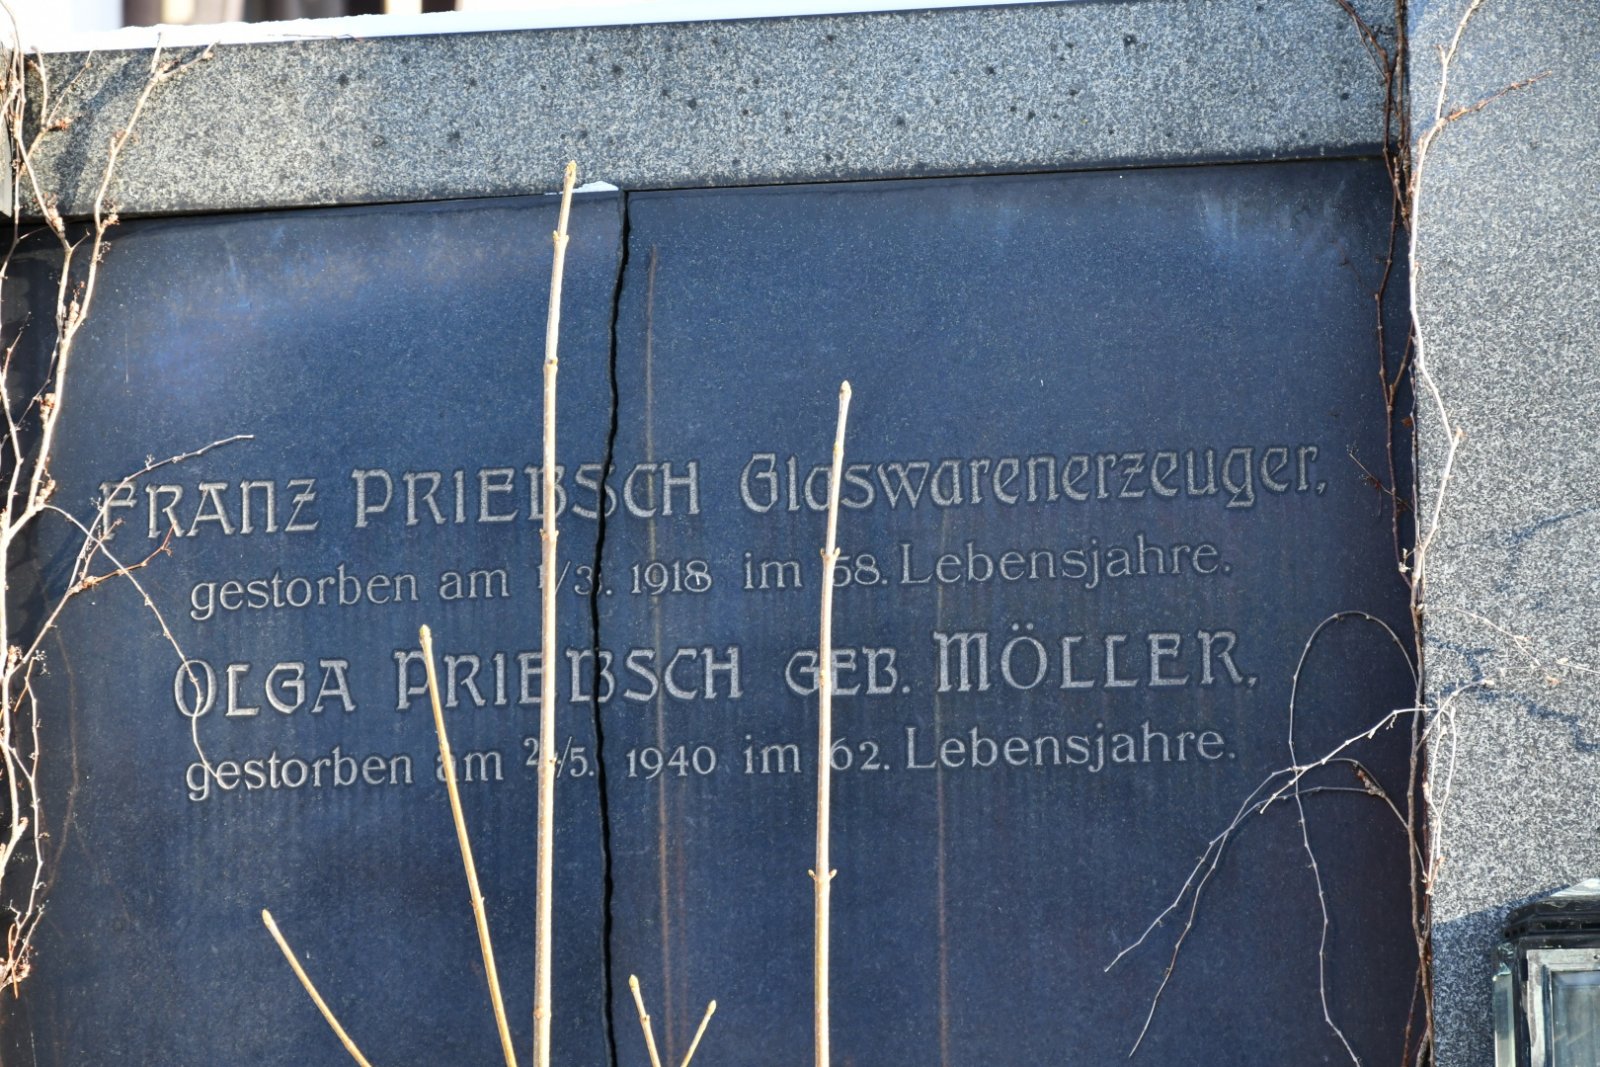 FRANZ PRIEBSCH Glaswarenerzeuger,
gestorben am 1/3. 1918 im 58. Lebensjahre.
OLGA PRIEBSCH GEB. MÖLLER,
gestorben am /5. 1940 im 62. Lebensjahre.